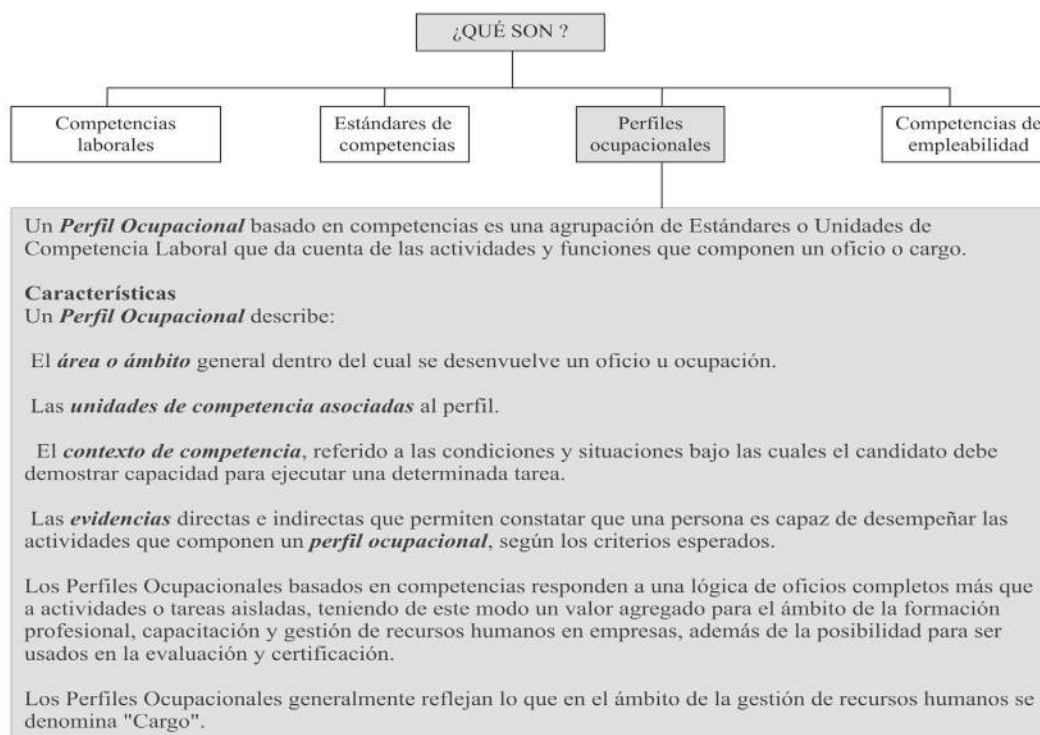 ¿QUÉ SON ?
Competencias
laborales
Estándares de
competencias
Perfiles
ocupacionales
Competencias de
empleabilidad
Un Perfil Ocupacional basado en competencias es una agrupación de Estándares o Unidades de
Competencia Laboral que da cuenta de las actividades y funciones que componen un oficio o cargo.
Características
Un Perfil Ocupacional describe:
El área o ámbito general dentro del cual se desenvuelve un oficio u ocupación.
Las unidades de competencia asociadas al perfil.
El contexto de competencia, referido a las condiciones y situaciones bajo las cuales el candidato debe
demostrar capacidad para ejecutar una determinada tarea.
Las evidencias directas e indirectas que permiten constatar que una persona es capaz de desempeñar las
actividades que componen un perfil ocupacional, según los criterios esperados.
Los Perfiles Ocupacionales basados en competencias responden a una lógica de oficios completos más que
a actividades o tareas aisladas, teniendo de este modo un valor agregado para el ámbito de la formación
profesional, capacitación y gestión de recursos humanos en empresas, además de la posibilidad para ser
usados en la evaluación y certificación.
Los Perfiles Ocupacionales generalmente reflejan lo que en el ámbito de la gestión de recursos humanos se
denomina "Cargo".